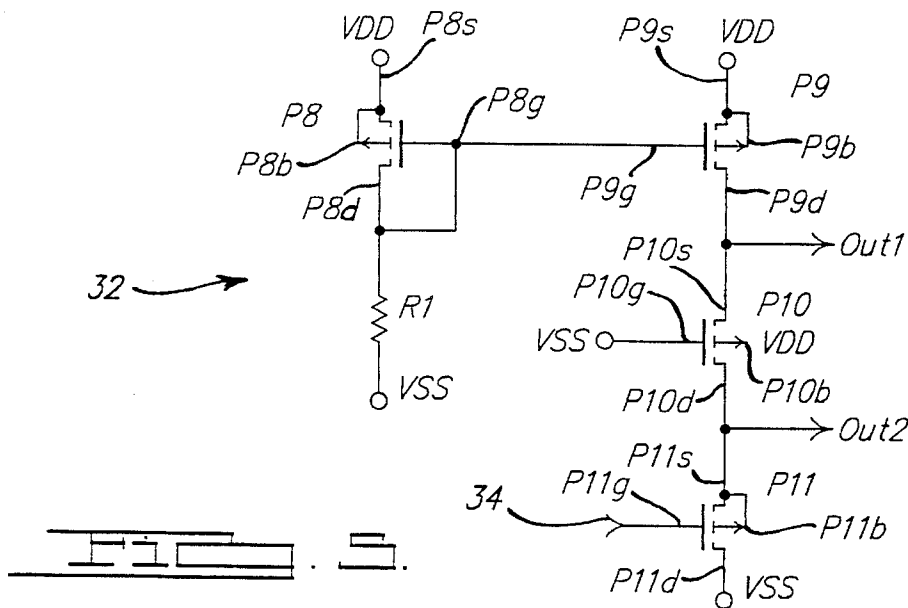 VDD P8s P9s VDD
P8 P8g P9
P8b P9b
P8d P9g P9d
P10s Out1
32 P10g P10
R1 VSS VDD
VSS P10d P10b
Out2
P11s
34 P11g P11
P11b
P11d VSS